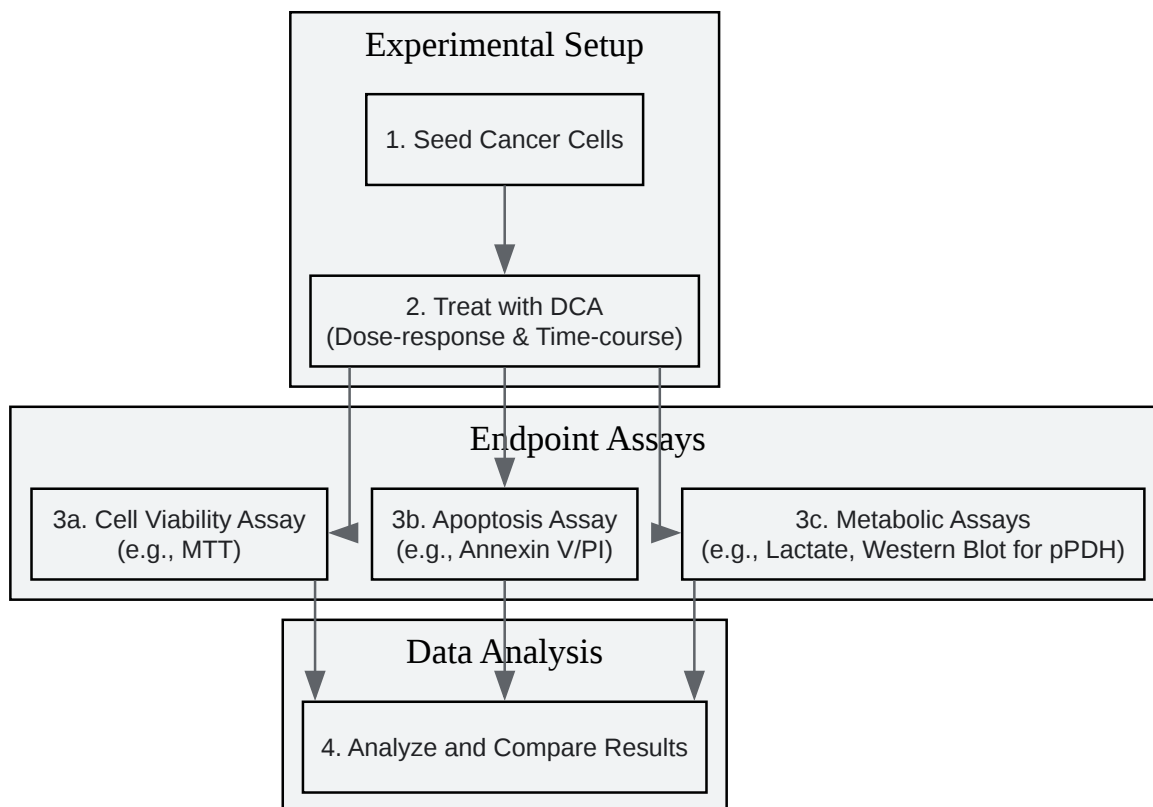 Experimental Setup
1. Seed Cancer Cells
2. Treat with DCA
(Dose-response & Time-course)
Endpoint Assays
3a. Cell Viability Assay
(e.g., MTT)
3b. Apoptosis Assay
(e.g., Annexin V/PI)
3c. Metabolic Assays
(e.g., Lactate, Western Blot for pPDH)
Data Analysis
4. Analyze and Compare Results